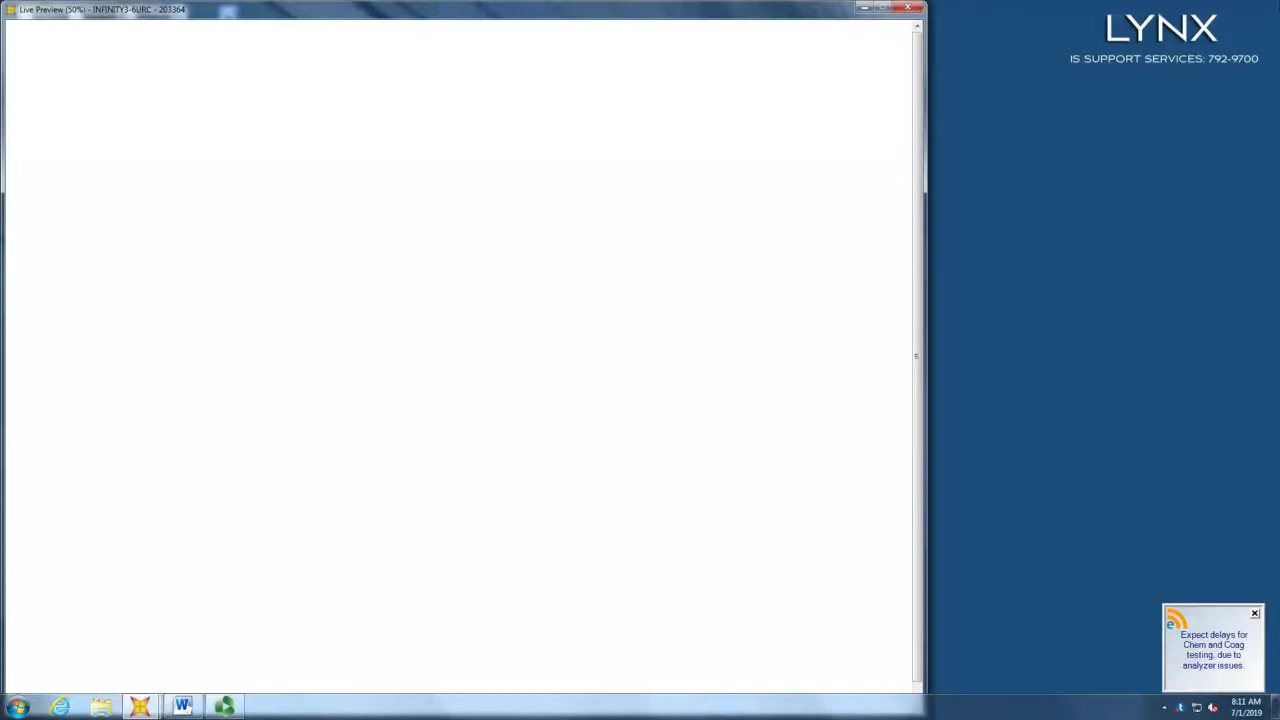 Live Preview (50%) - INFINITY3-6URC - 203364
LYNX
IS SUPPORT SERVICES: 792-9700
Expect delays for
Chem and Coag
testing, due to
analyzer issues.
8:11 AM
7/1/2019